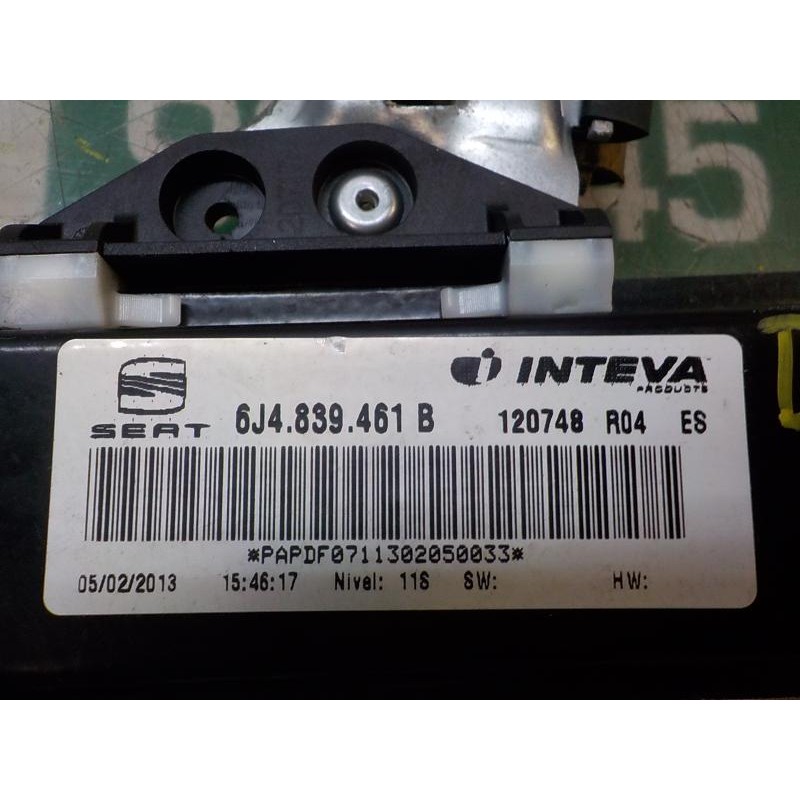 45
INTEVA
PRODUCTS
SEAT
6J4.839.461 B
120748 R04 ES
*PAPDF0711302050033*
05/02/2013 15:46:17 Nivel: 11S SW: HW: